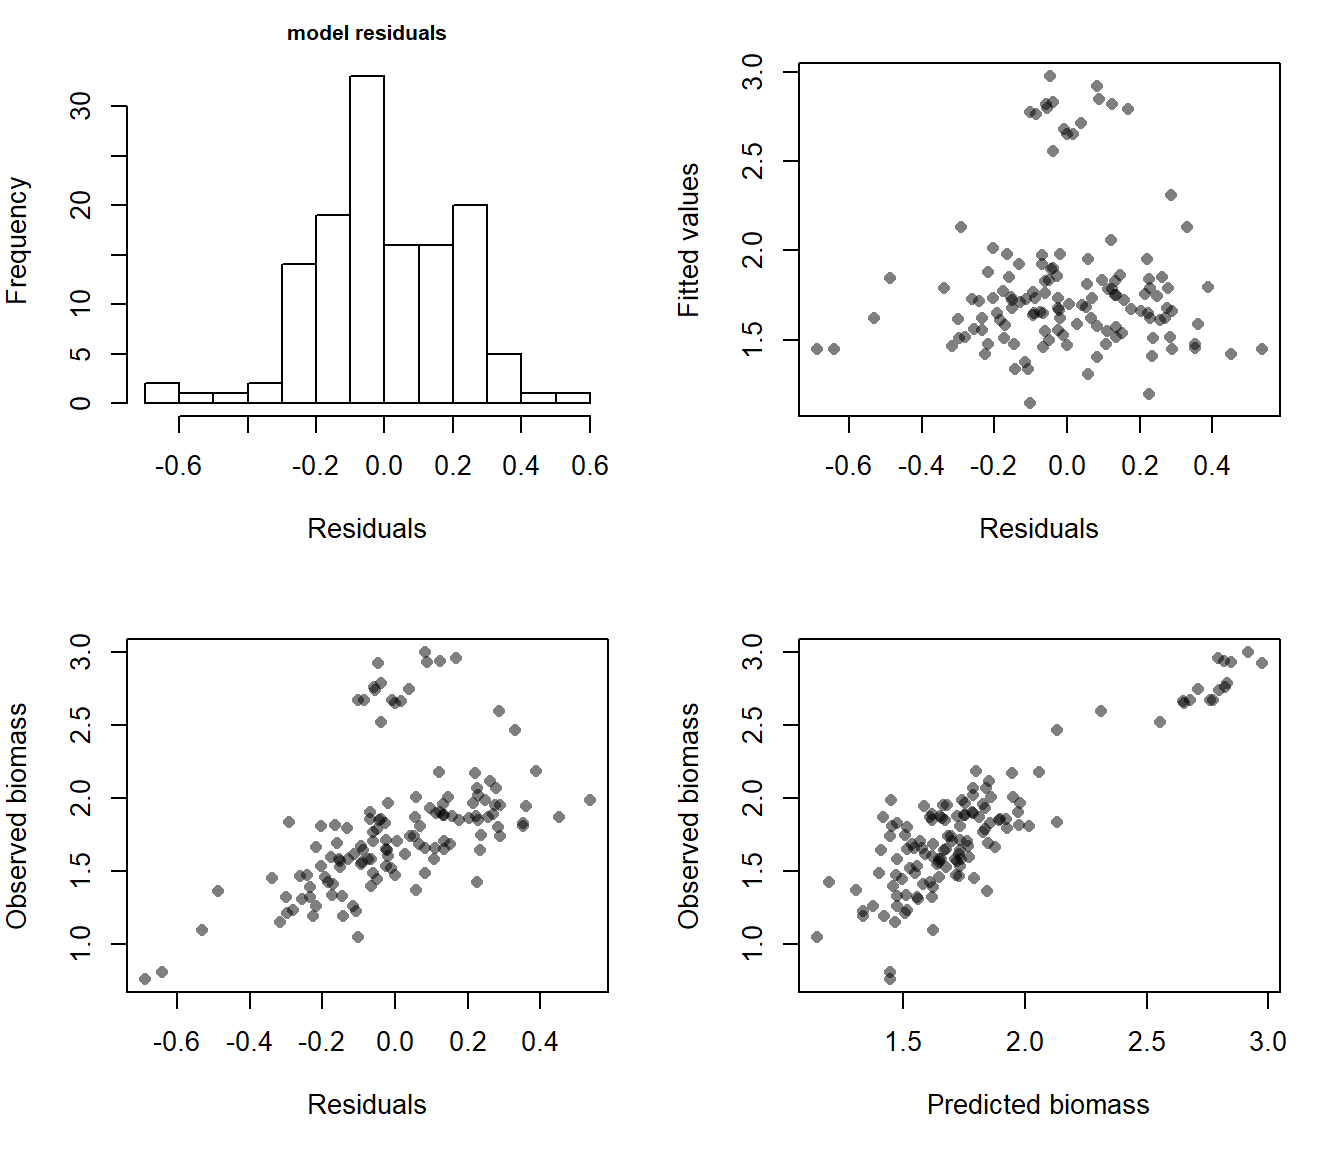 model residuals
Frequency
0 5 10 20 30
-0.6 -0.2 0.0 0.2 0.4 0.6
Residuals
Fitted values
1.5 2.0 2.5 3.0
-0.6 -0.4 -0.2 0.0 0.2 0.4
Residuals
Observed biomass
1.0 1.5 2.0 2.5 3.0
-0.6 -0.4 -0.2 0.0 0.2 0.4
Residuals
Observed biomass
1.0 1.5 2.0 2.5 3.0
1.5 2.0 2.5 3.0
Predicted biomass